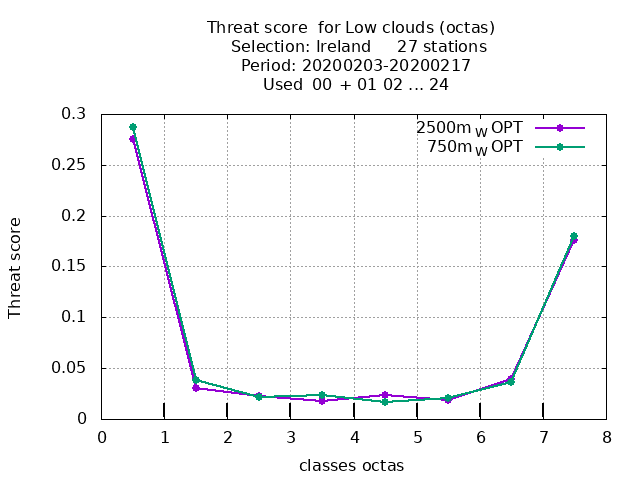 Threat score  for Low clouds (octas)
Selection: Ireland     27 stations
Period: 20200203-20200217
Used  00  + 01 02 ... 24
2500m W OPT
750m W OPT
0.3
0.25
0.2
0.15
0.1
0.05
0
Threat score
0 1 2 3 4 5 6 7 8
classes octas